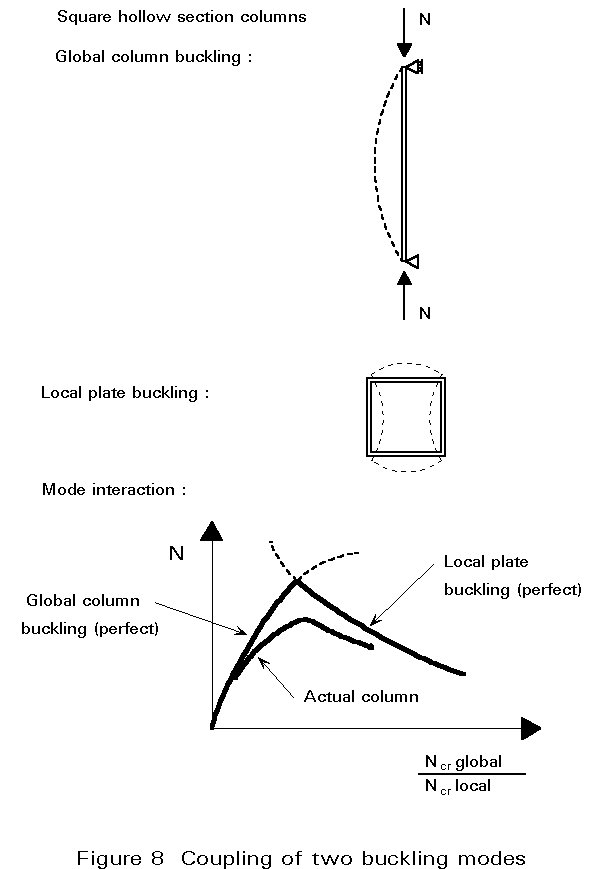 Square hollow section columns
N
Global column buckling :
N
Local plate buckling :
Mode interaction :
N
Local plate
buckling (perfect)
Global column
buckling (perfect)
Actual column
N cr global
N cr local
Figure 8 Coupling of two buckling modes